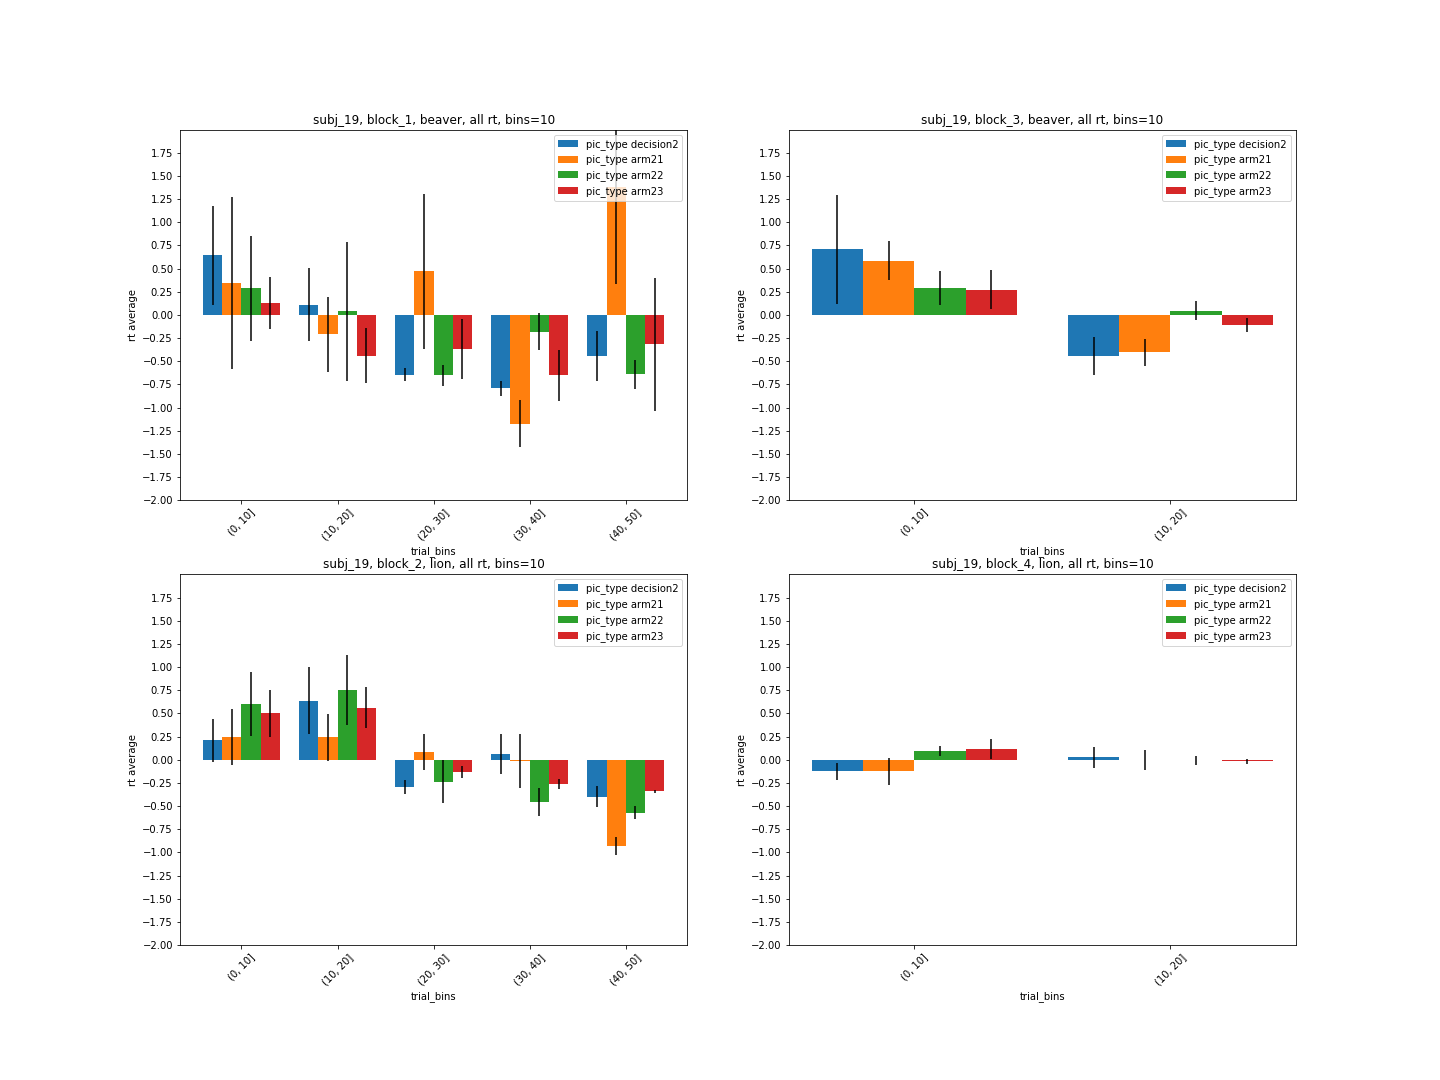 subj_19, block_1, beaver, all rt, bins=10
pic_type decision2
pic_type arm21
pic_type arm22
pic_type arm23
1.75
1.50
1.25
1.00
0.75
0.50
0.25
0.00
−0.25
−0.50
−0.75
−1.00
−1.25
−1.50
−1.75
−2.00
rt average
(0, 10]
(10, 20]
(20, 30]
(30, 40]
(40, 50]
trial_bins
subj_19, block_3, beaver, all rt, bins=10
pic_type decision2
pic_type arm21
pic_type arm22
pic_type arm23
1.75
1.50
1.25
1.00
0.75
0.50
0.25
0.00
−0.25
−0.50
−0.75
−1.00
−1.25
−1.50
−1.75
−2.00
rt average
(0, 10]
(10, 20]
trial_bins
subj_19, block_2, lion, all rt, bins=10
pic_type decision2
pic_type arm21
pic_type arm22
pic_type arm23
1.75
1.50
1.25
1.00
0.75
0.50
0.25
0.00
−0.25
−0.50
−0.75
−1.00
−1.25
−1.50
−1.75
−2.00
rt average
(0, 10]
(10, 20]
(20, 30]
(30, 40]
(40, 50]
trial_bins
subj_19, block_4, lion, all rt, bins=10
pic_type decision2
pic_type arm21
pic_type arm22
pic_type arm23
1.75
1.50
1.25
1.00
0.75
0.50
0.25
0.00
−0.25
−0.50
−0.75
−1.00
−1.25
−1.50
−1.75
−2.00
rt average
(0, 10]
(10, 20]
trial_bins